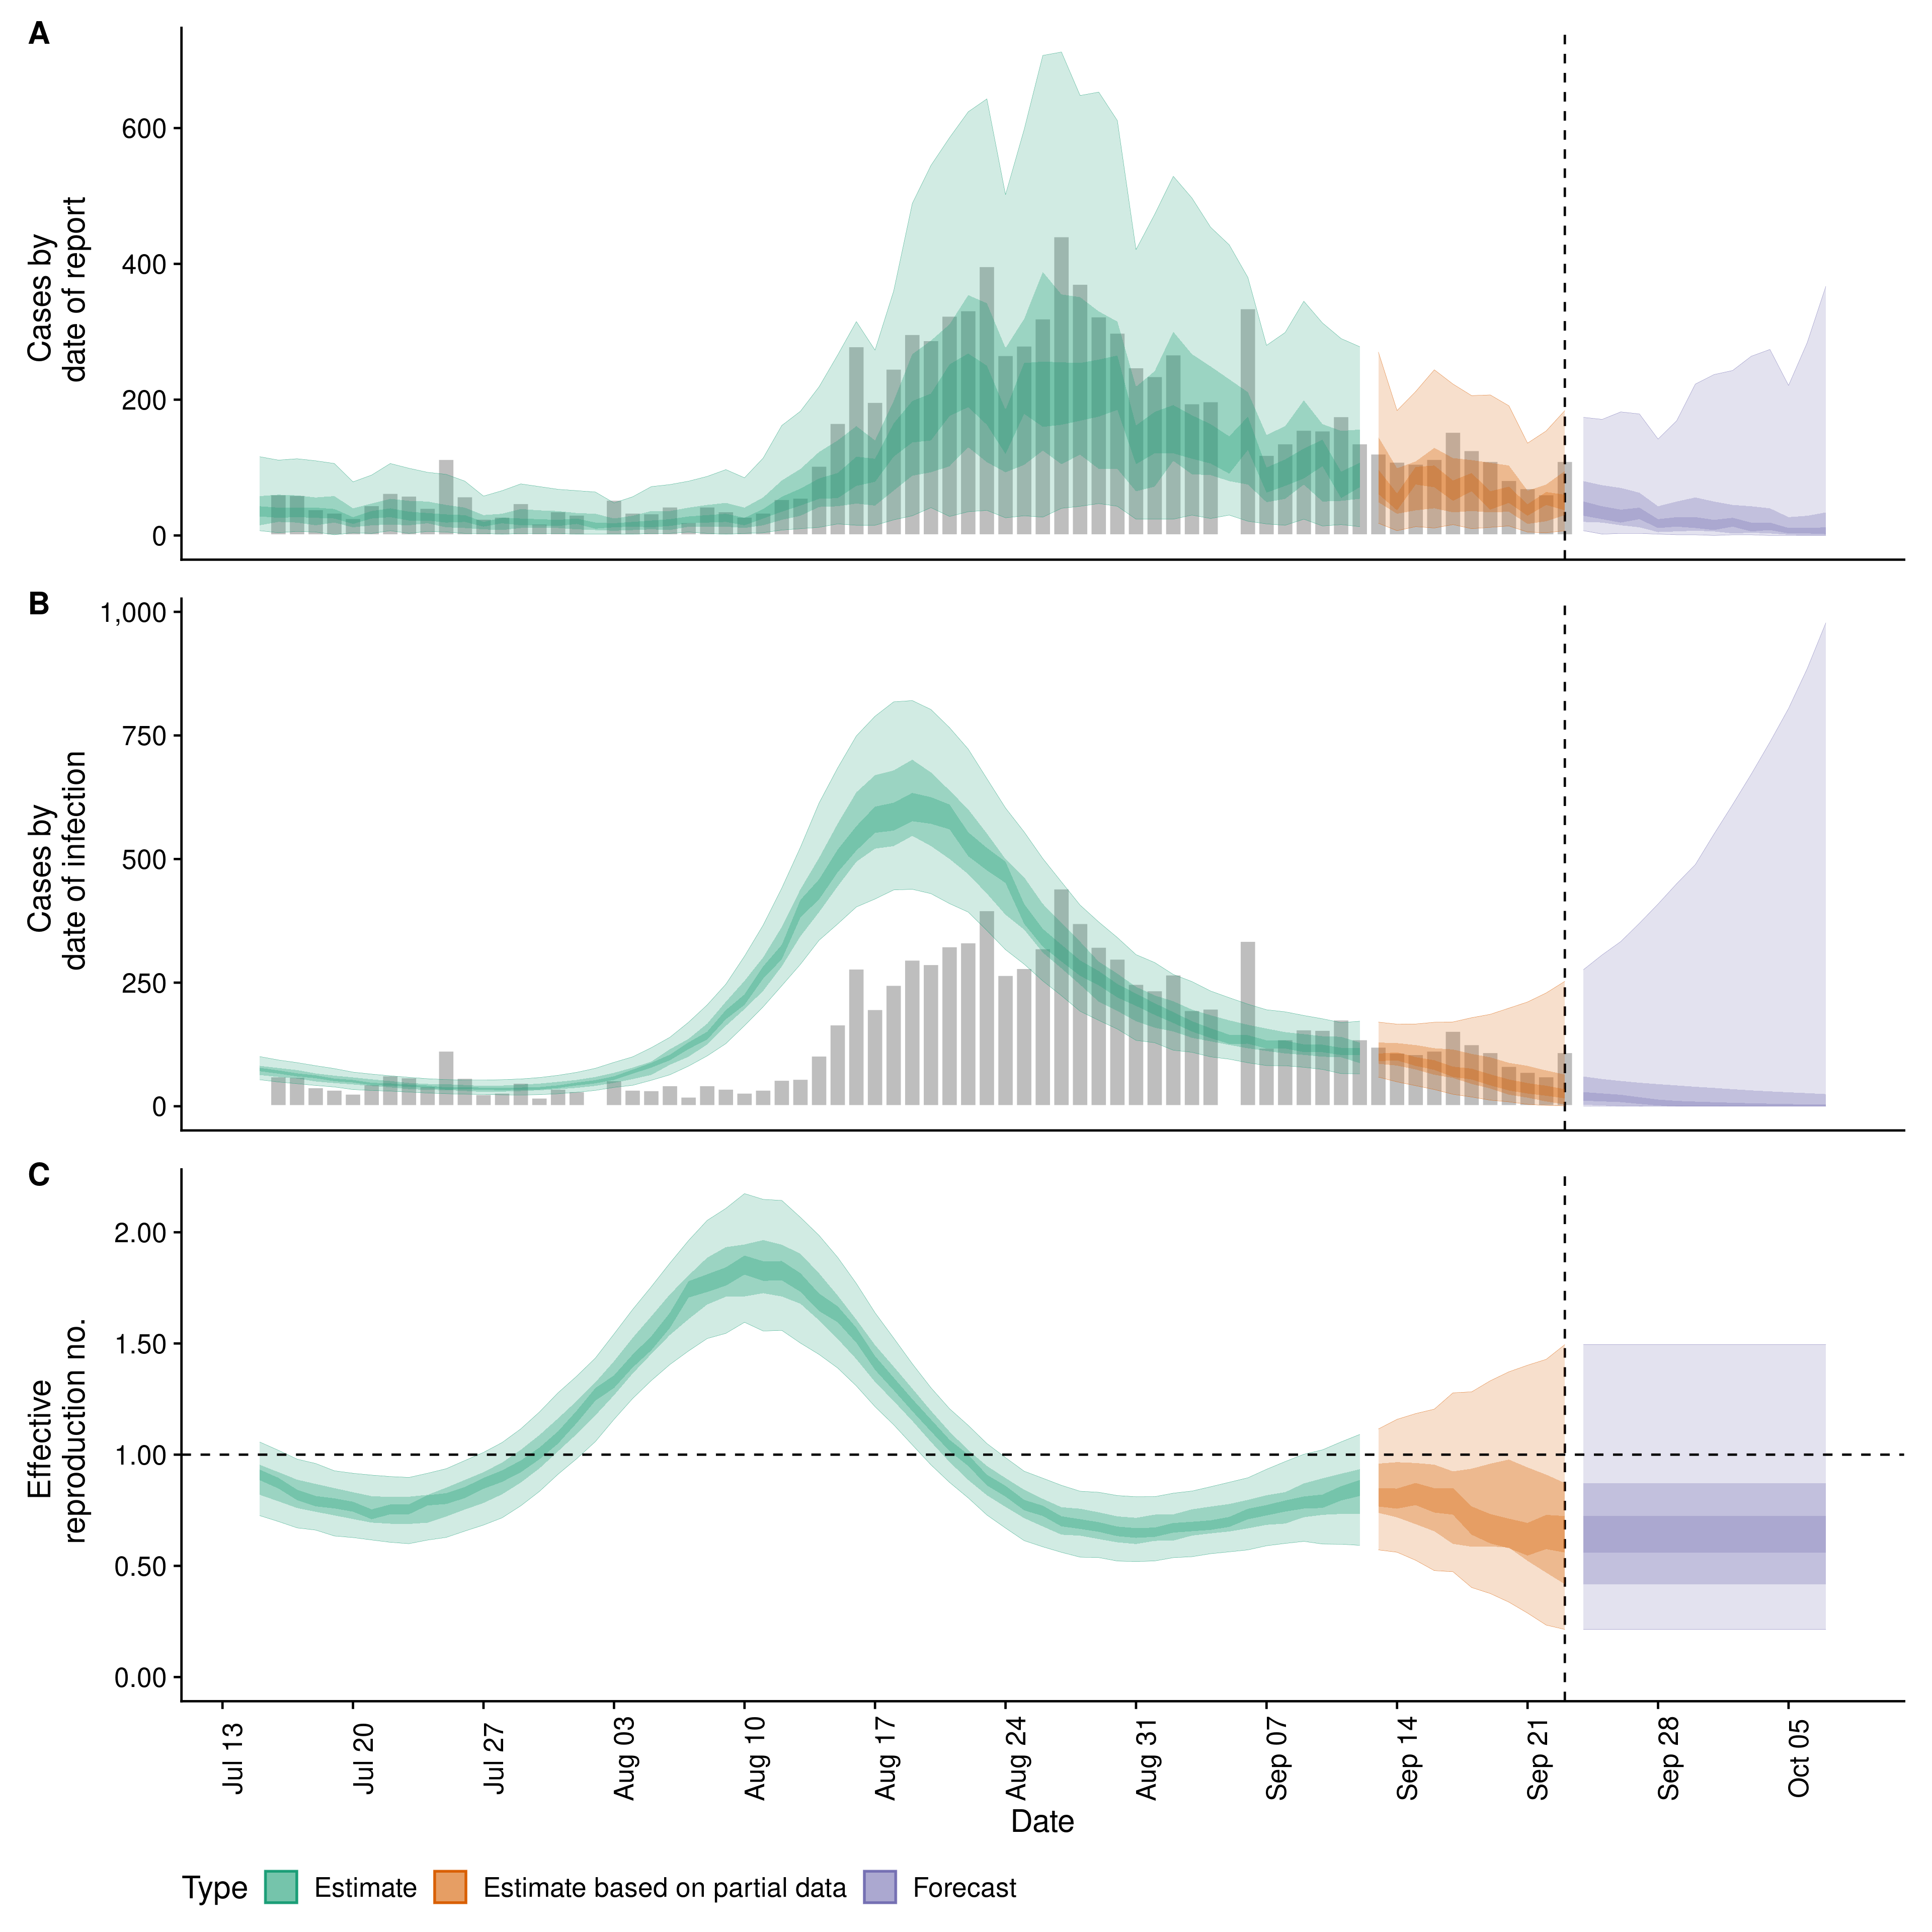 A
Cases by
date of report
600
400
200
0
B
Cases by
date of infection
1,000
750
500
250
0
C
Effective
reproduction no.
2.00
1.50
1.00
0.50
0.00
Jul 13
Jul 20
Jul 27
Aug 03
Aug 10
Aug 17
Aug 24
Aug 31
Sep 07
Sep 14
Sep 21
Sep 28
Oct 05
Date
Type Estimate Estimate based on partial data Forecast